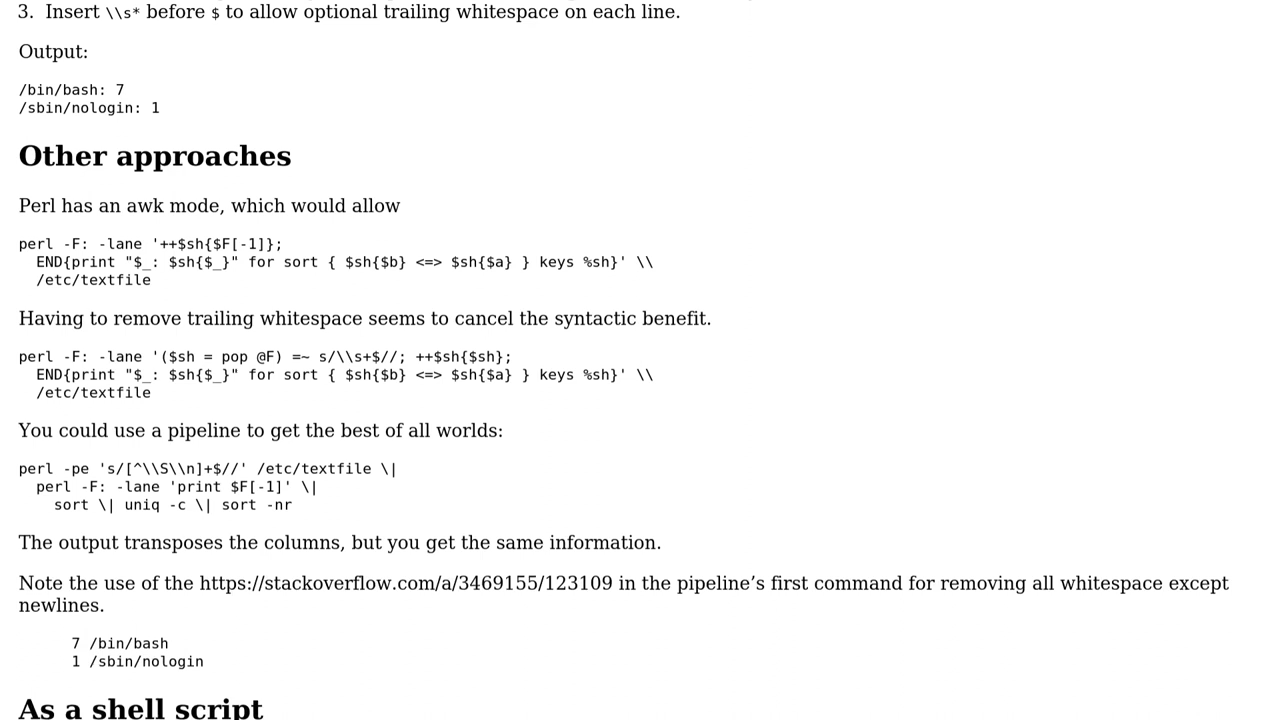 3. Insert \\s* before $ to allow optional trailing whitespace on each line.
Output:
/bin/bash: 7
/sbin/nologin: 1
Other approaches
Perl has an awk mode, which would allow
perl -F: -lane '++$sh{$F[-1]};
  END{print "$_: $sh{$_}" for sort { $sh{$b} <=> $sh{$a} } keys %sh}' \\
  /etc/textfile
Having to remove trailing whitespace seems to cancel the syntactic benefit.
perl -F: -lane '($sh = pop @F) =~ s/\\s+$//; ++$sh{$sh};
  END{print "$_: $sh{$_}" for sort { $sh{$b} <=> $sh{$a} } keys %sh}' \\
  /etc/textfile
You could use a pipeline to get the best of all worlds:
perl -pe 's/[^\\S\\n]+$//' /etc/textfile \|
  perl -F: -lane 'print $F[-1]' \|
    sort \| uniq -c \| sort -nr
The output transposes the columns, but you get the same information.
Note the use of the https://stackoverflow.com/a/3469155/123109 in the pipeline’s first command for removing all whitespace except
newlines.
      7 /bin/bash
      1 /sbin/nologin
As a shell script